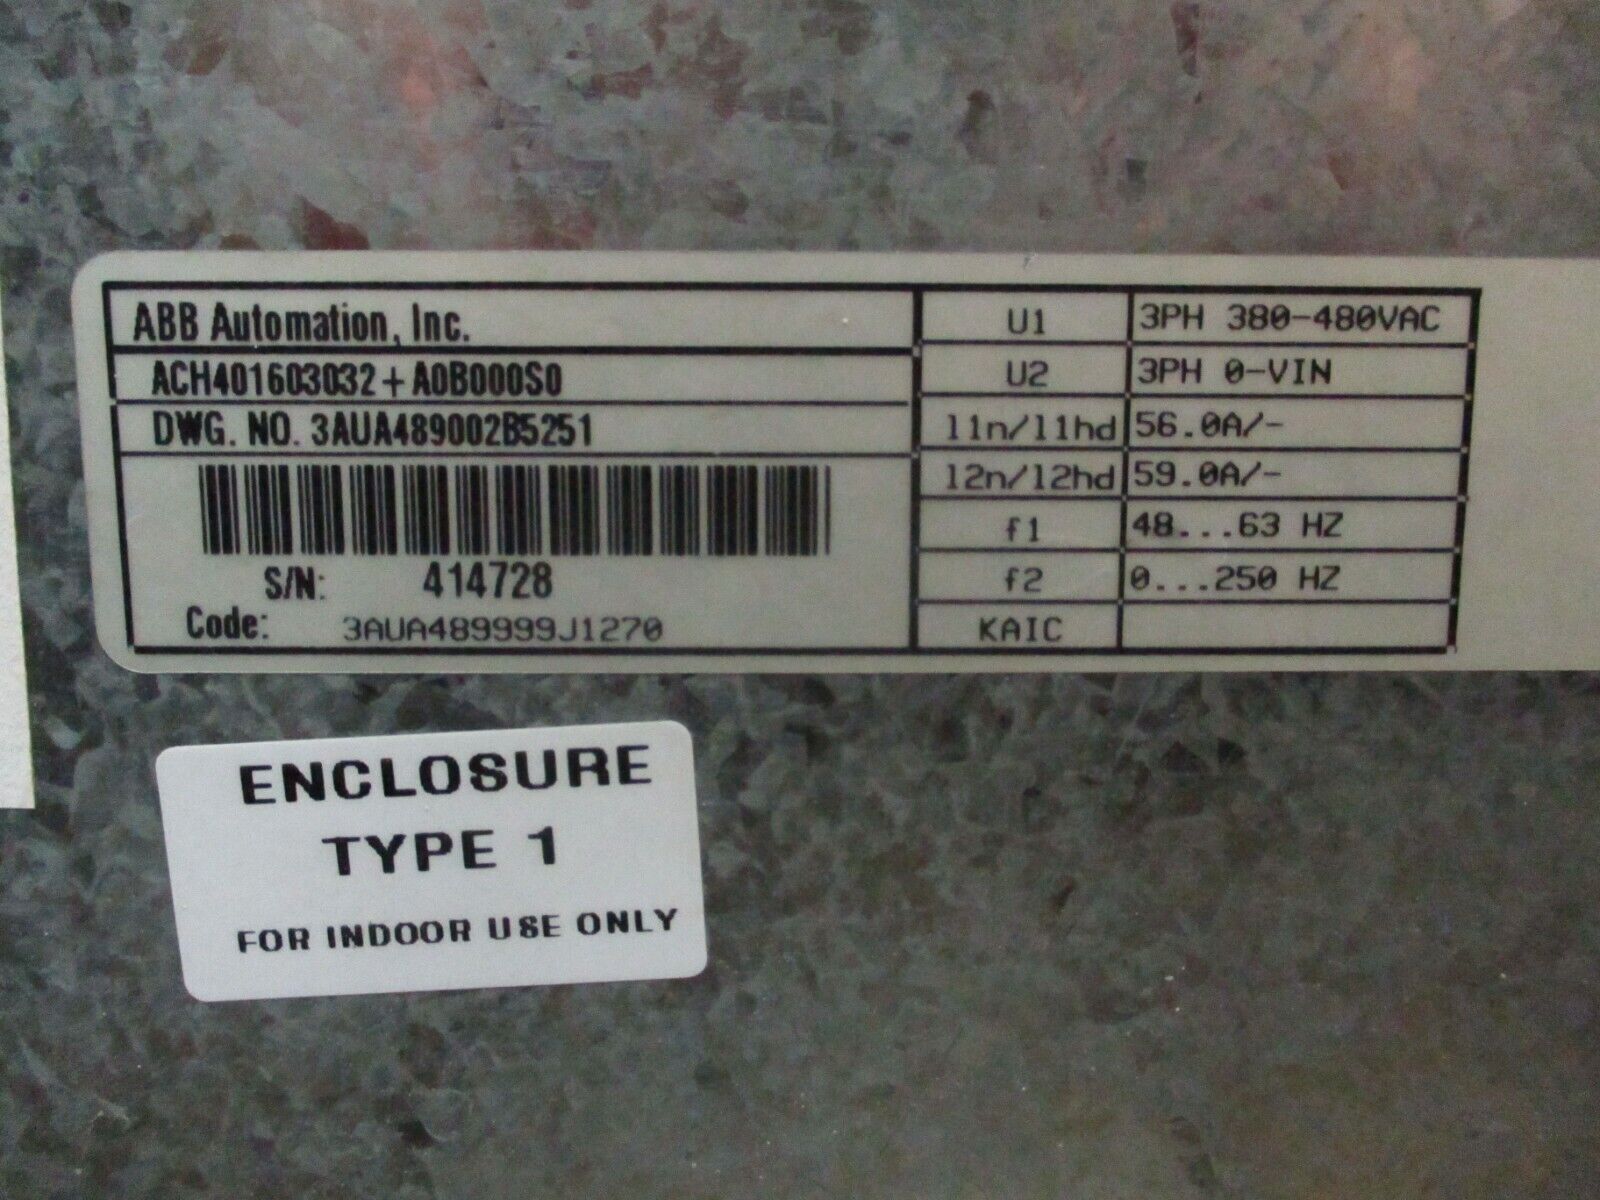 ABB Automation, Inc.
ACH401603032+A0B000S0
DWG. NO. 3AUA489002B5251
S/N: 414728
Code: 3AUA489999J1270
U1 3PH 380-480VAC
U2 3PH 0-VIN
I1n/I1hd 56.0A/-
I2n/I2hd 59.0A/-
f1 48...63 HZ
f2 0...250 HZ
KAIC
ENCLOSURE
TYPE 1
FOR INDOOR USE ONLY